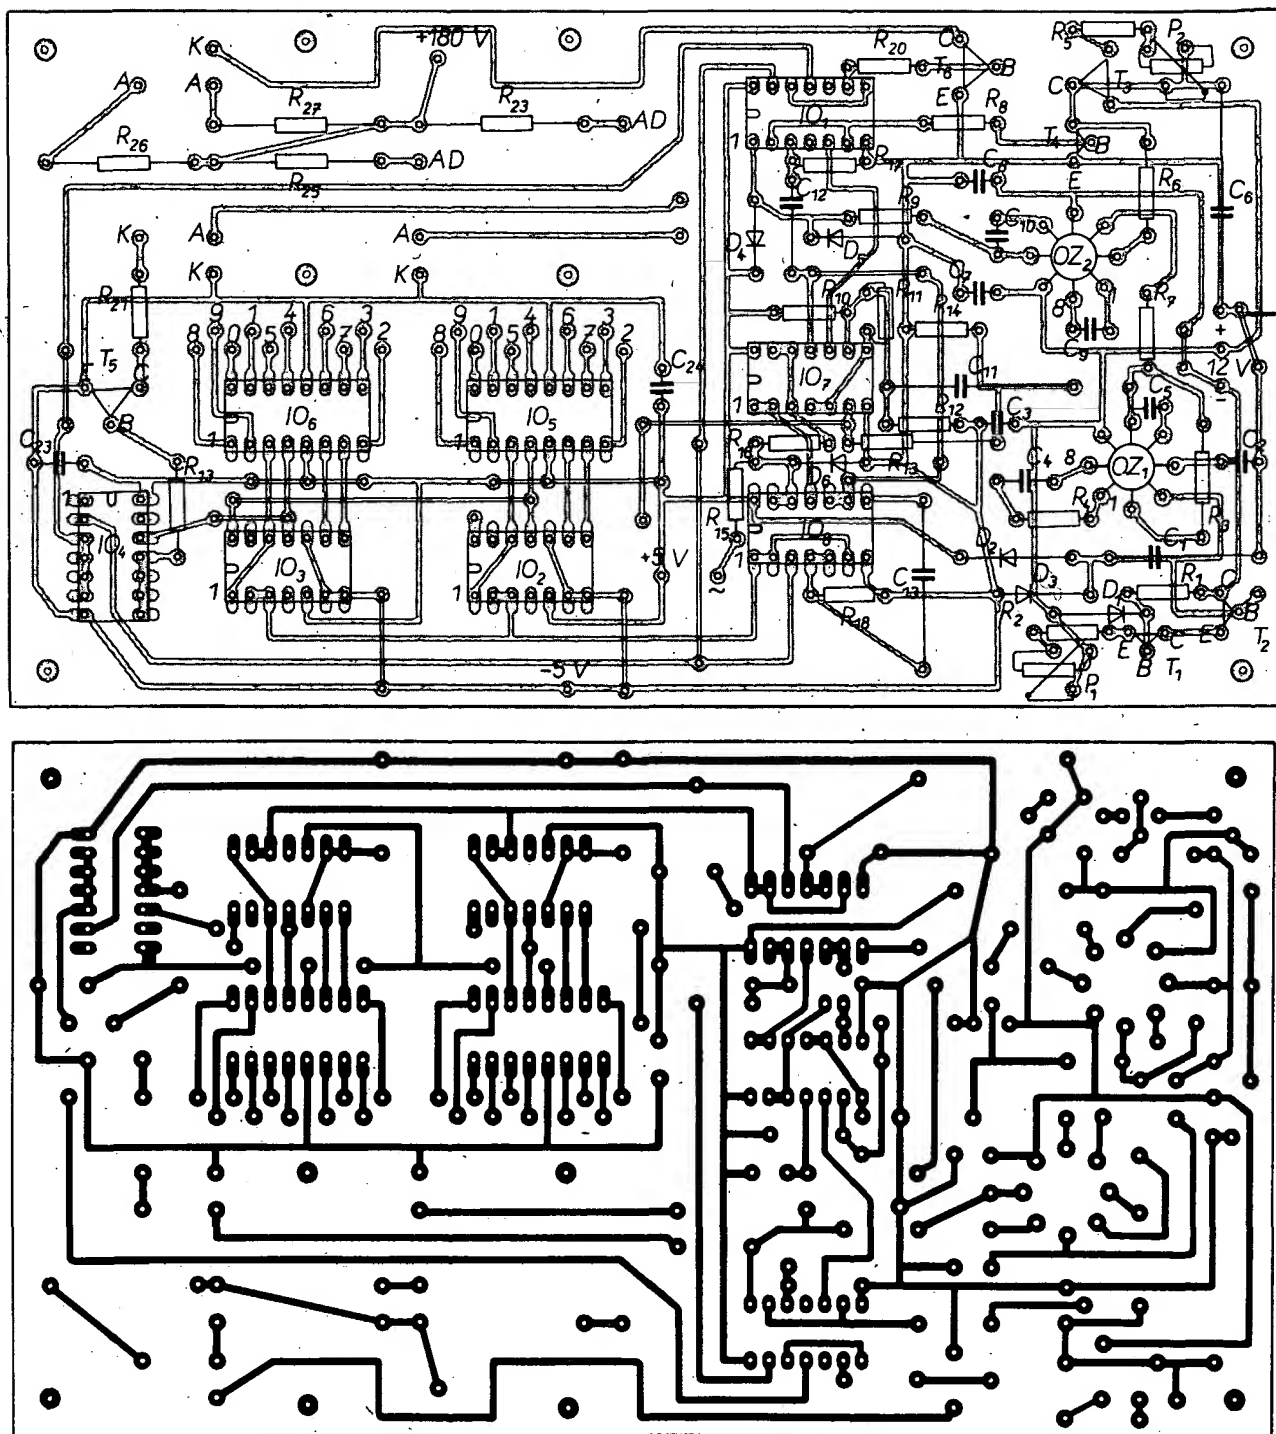 K +180 V R20 O T6 B R5 P2
A A R27 R23 AD E R8 C T3
R26 AD 1 IO1 T4 B
R25 R17 C8 E R6 C6
C12 R9 C10
K A A D4 D5 OZ2
K K C7
R21 R10 R11 8 1 R7
9 1 4 6 3 9 1 4 6 3 R14 C9 +
8 0 5 7 2 8 0 5 7 2 12 V
T5 C C24 IO7 C11 C5 −
IO6 IO5 1 R12 C3
B 1 1 R16 C2
C23 R13 D6 R13 C4 8 OZ1
1 R4 1 R3
IO4 IO3 IO2 R15 IO8 D2 C1
1 1 +5 V 1 C13 D3 R1
~ R18 R2 D1 O B
E C E T2
−5 V B T1
P1